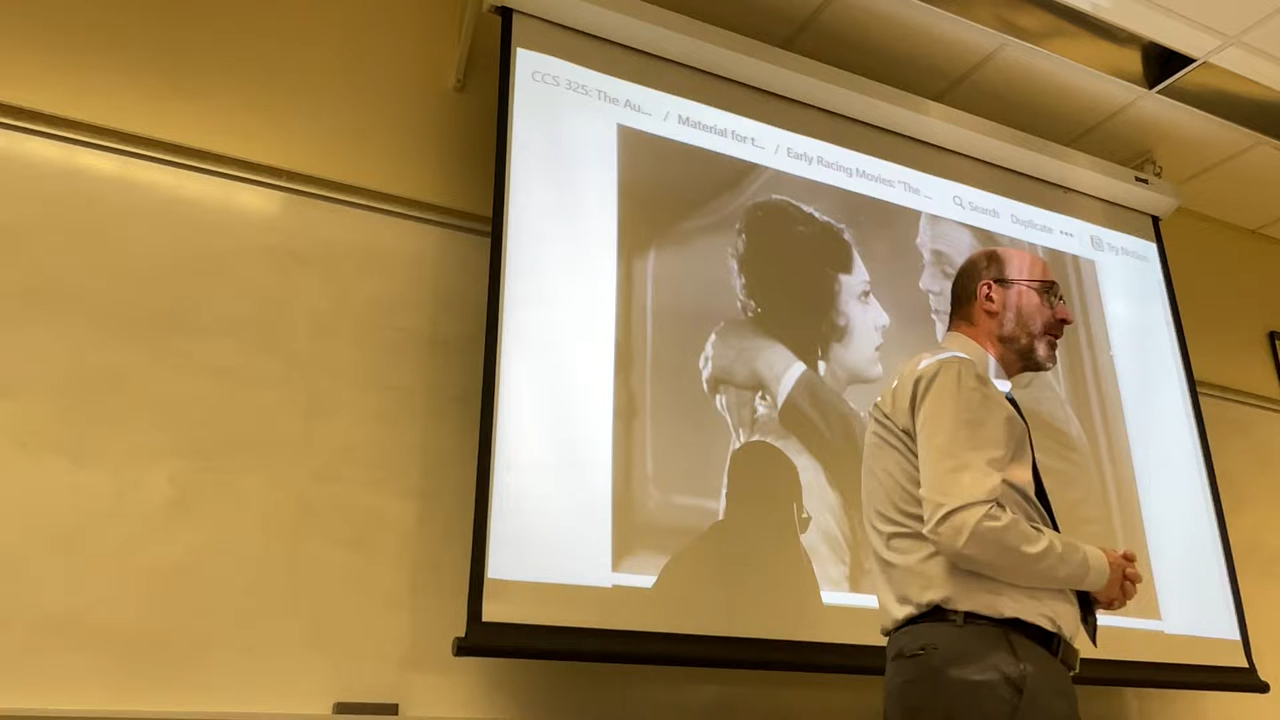 CCS 325: The Au... / Material for t... / Early Racing Movies: "The ... Search Duplicate ••• Try Notion